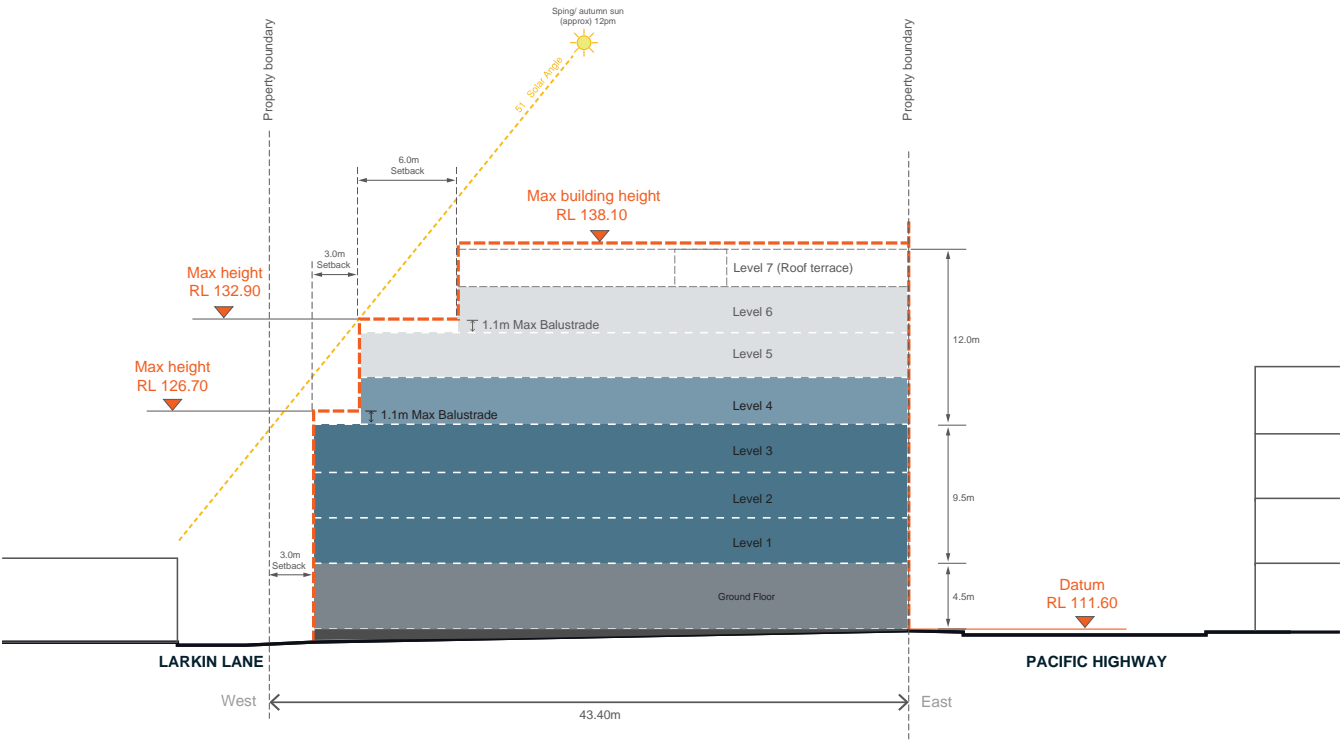 Sping/ autumn sun
(approx) 12pm
Property boundary
Property boundary
51 Solar Angle
6.0m
Setback
Max building height
RL 138.10
3.0m
Setback
Max height
RL 132.90
Level 7 (Roof terrace)
Level 6
1.1m Max Balustrade
12.0m
Level 5
Max height
RL 126.70
Level 4
1.1m Max Balustrade
Level 3
Level 2
9.5m
Level 1
3.0m
Setback
Ground Floor
4.5m
Datum
RL 111.60
LARKIN LANE
PACIFIC HIGHWAY
West
East
43.40m